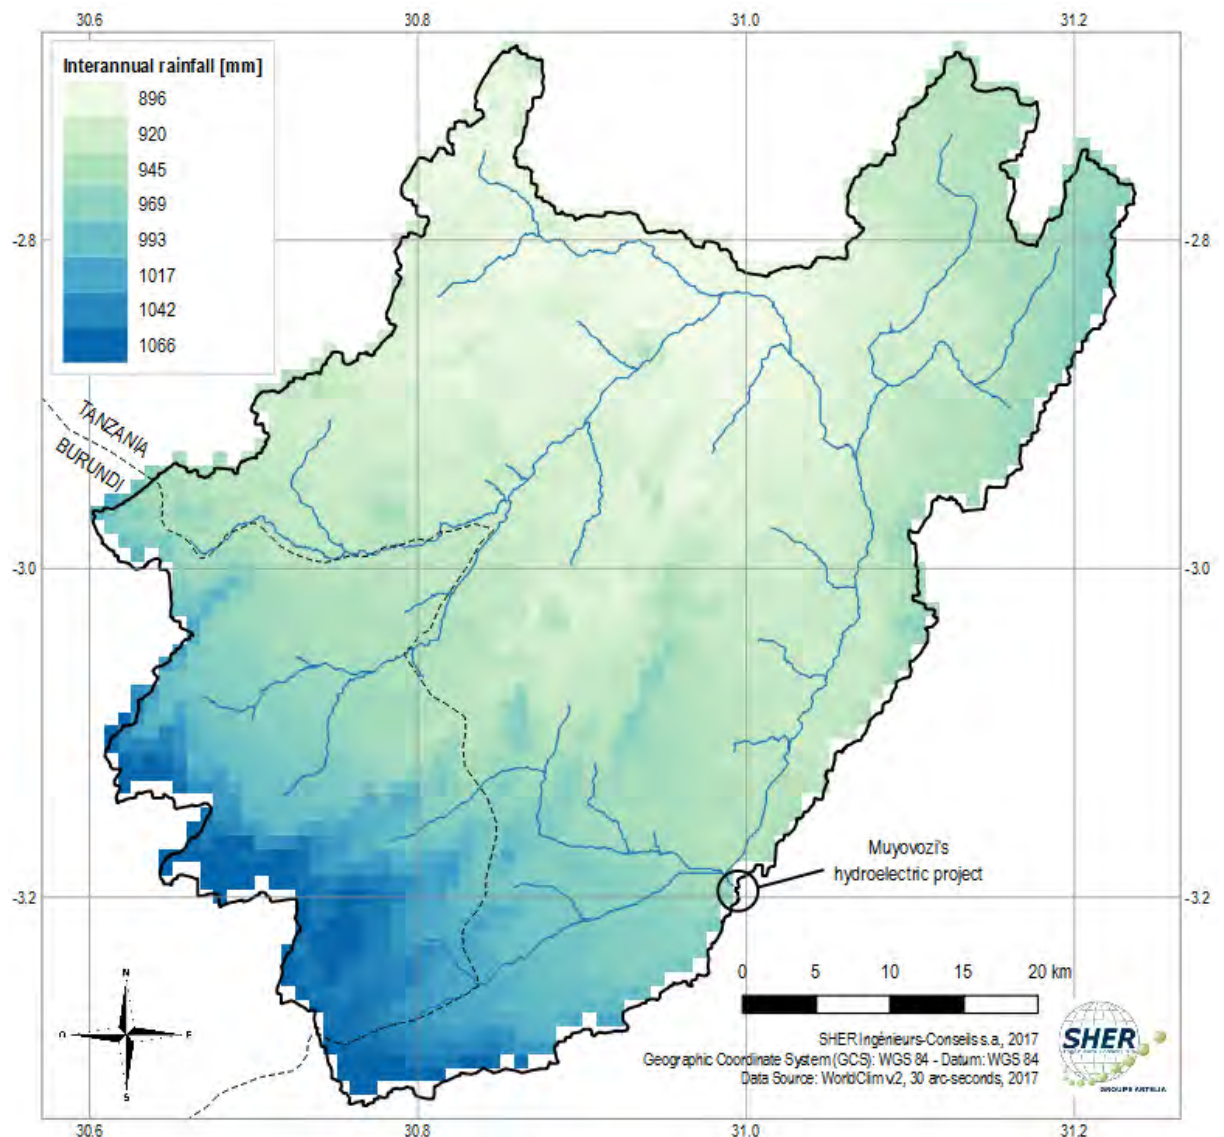 30.6 30.8 31.0 31.2
Interannual rainfall [mm]
896
920
945
969
993
1017
1042
1066
-2.8 -2.8
TANZANIA
BURUNDI
-3.0 -3.0
Muyovozi's
hydroelectric project
-3.2 -3.2
0 5 10 15 20 km
N
O E
S
SHER Ingénieurs-Conseils s.a., 2017
Geographic Coordinate System (GCS): WGS 84 - Datum: WGS 84
Data Source: WorldClim v.2, 30 arc-seconds, 2017
SHER
GROUPE ARTELIA
30.6 30.8 31.0 31.2